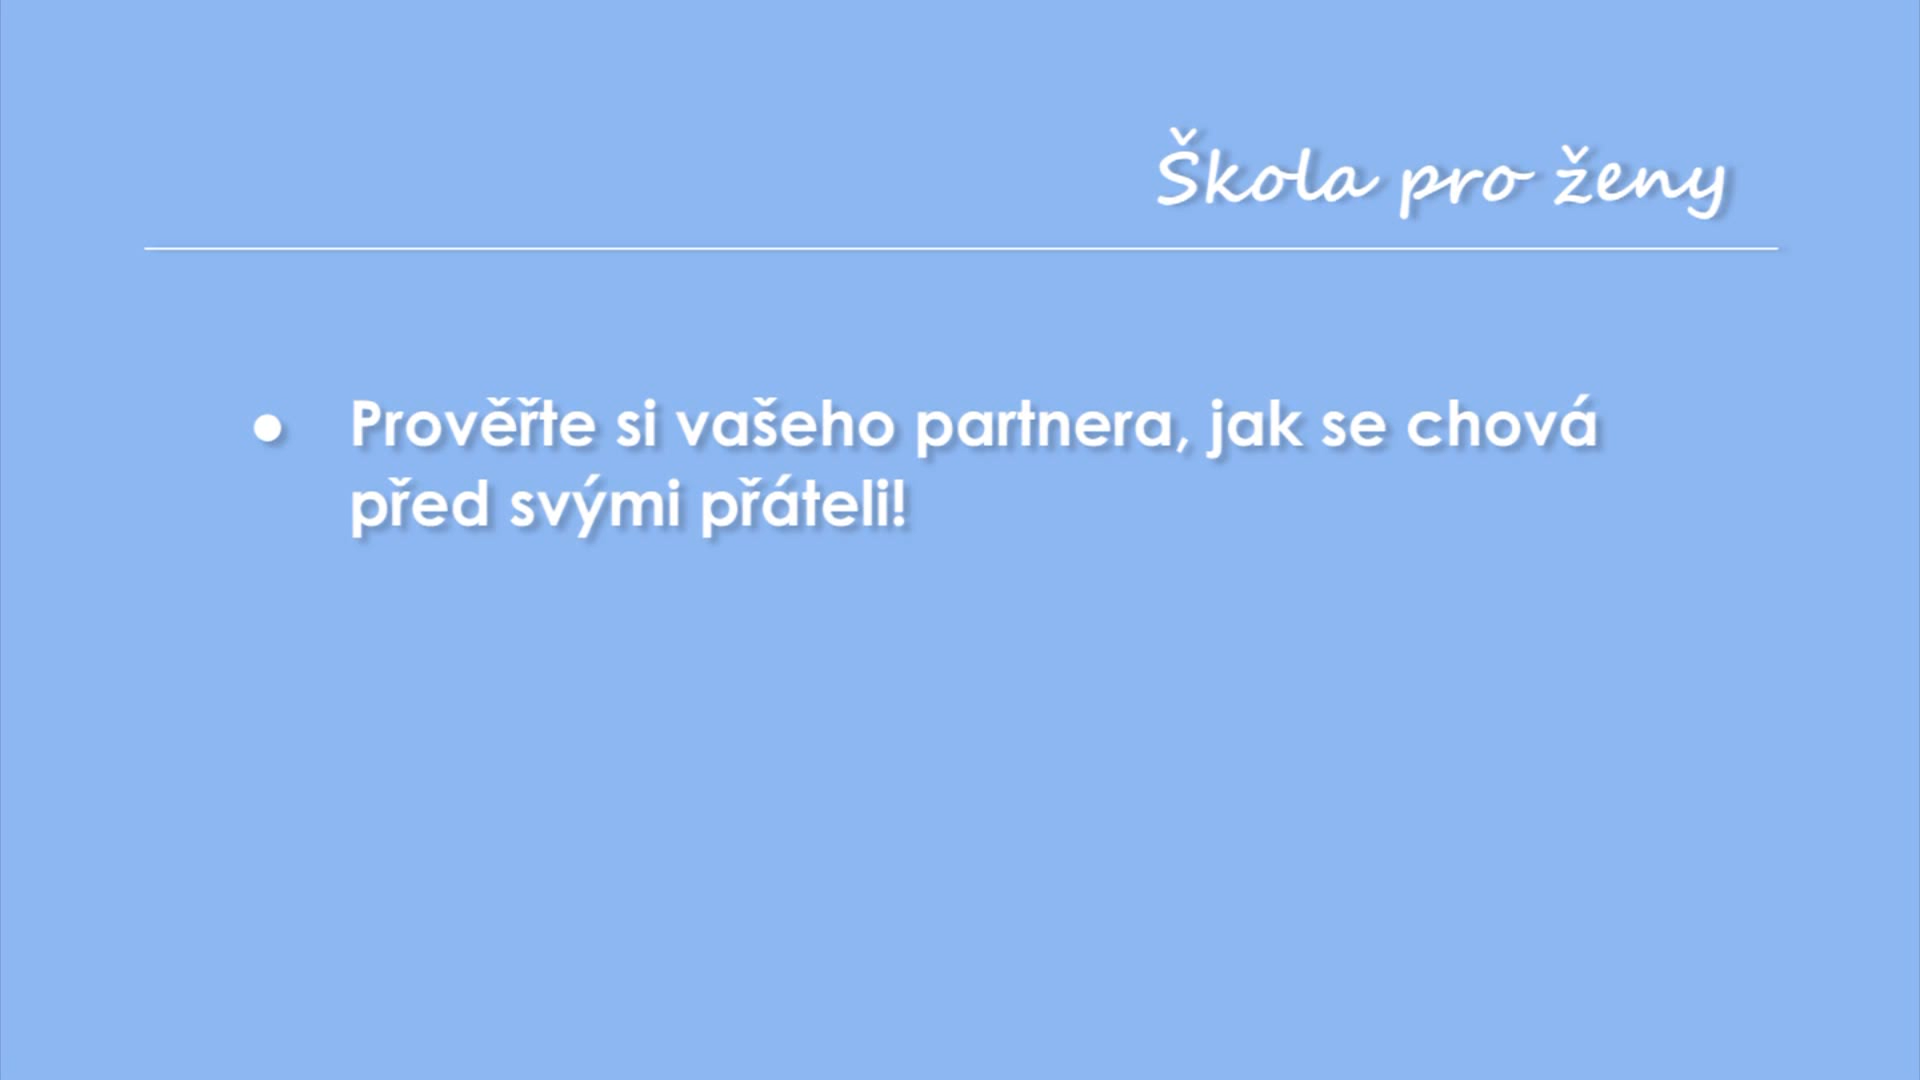 Škola pro ženy
● Prověřte si vašeho partnera, jak se chová
před svými přáteli!